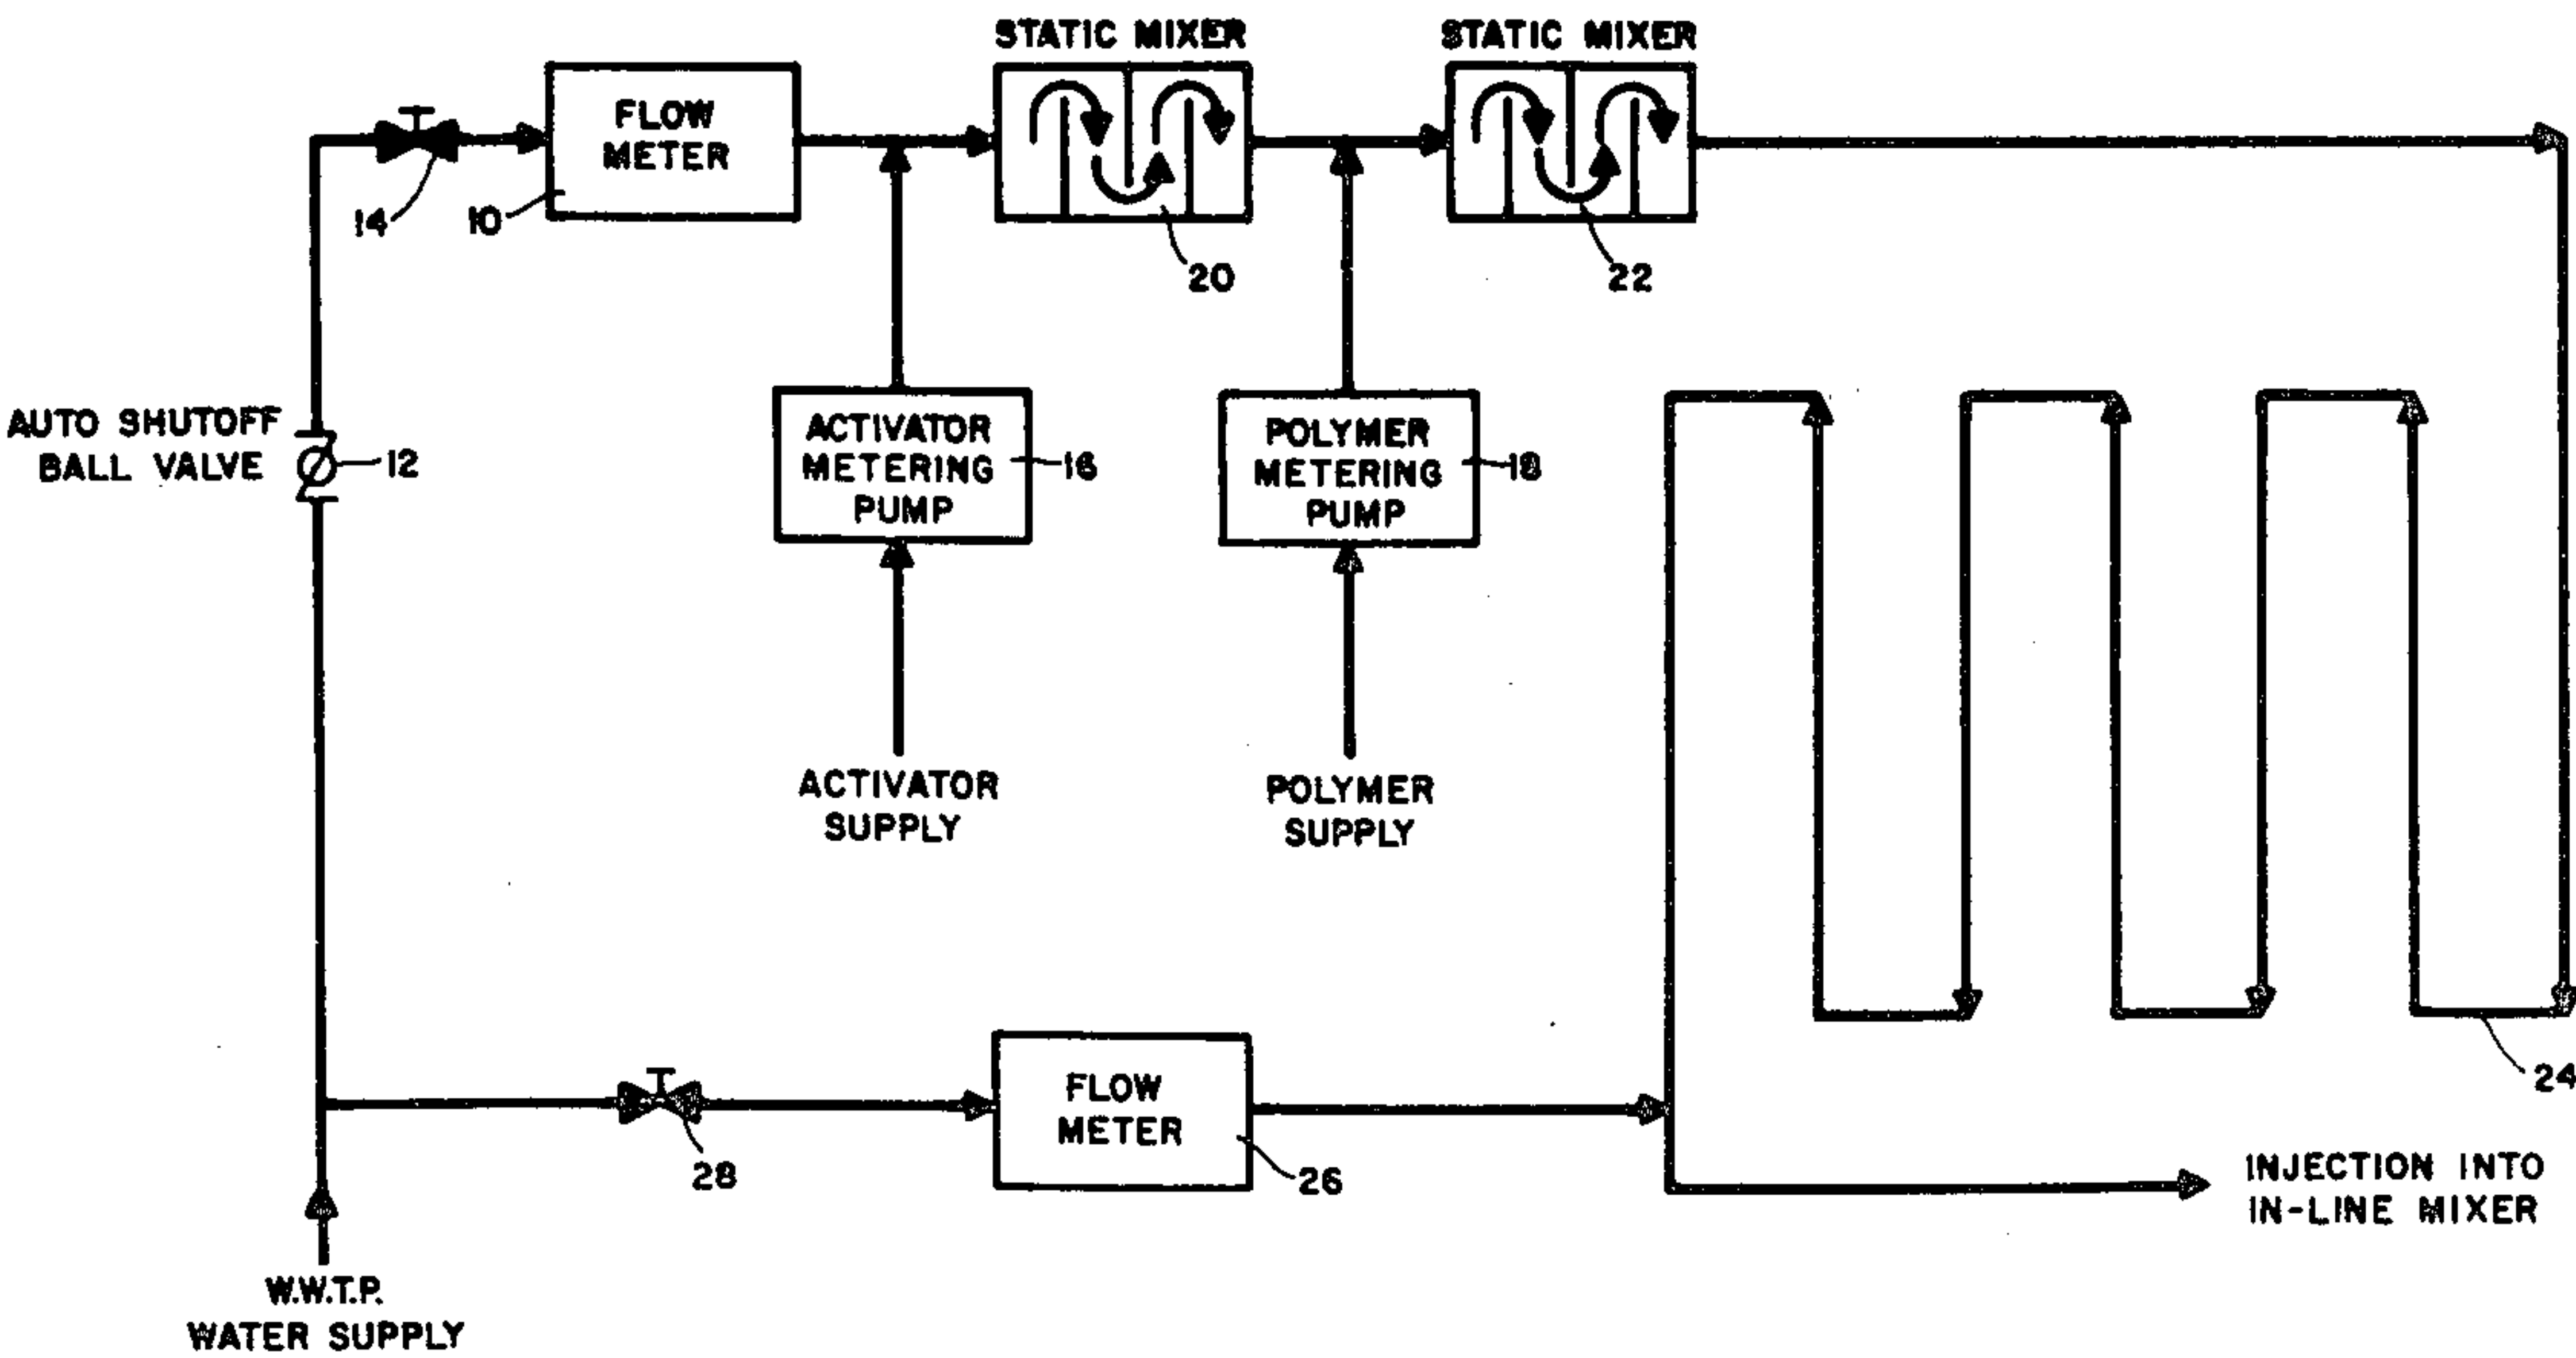 STATIC MIXER
STATIC MIXER
FLOW
METER
14
10
20
22
AUTO SHUTOFF
BALL VALVE
12
ACTIVATOR
METERING
PUMP
16
POLYMER
METERING
PUMP
18
ACTIVATOR
SUPPLY
POLYMER
SUPPLY
24
FLOW
METER
28
26
INJECTION INTO
IN-LINE MIXER
W.W.T.P.
WATER SUPPLY